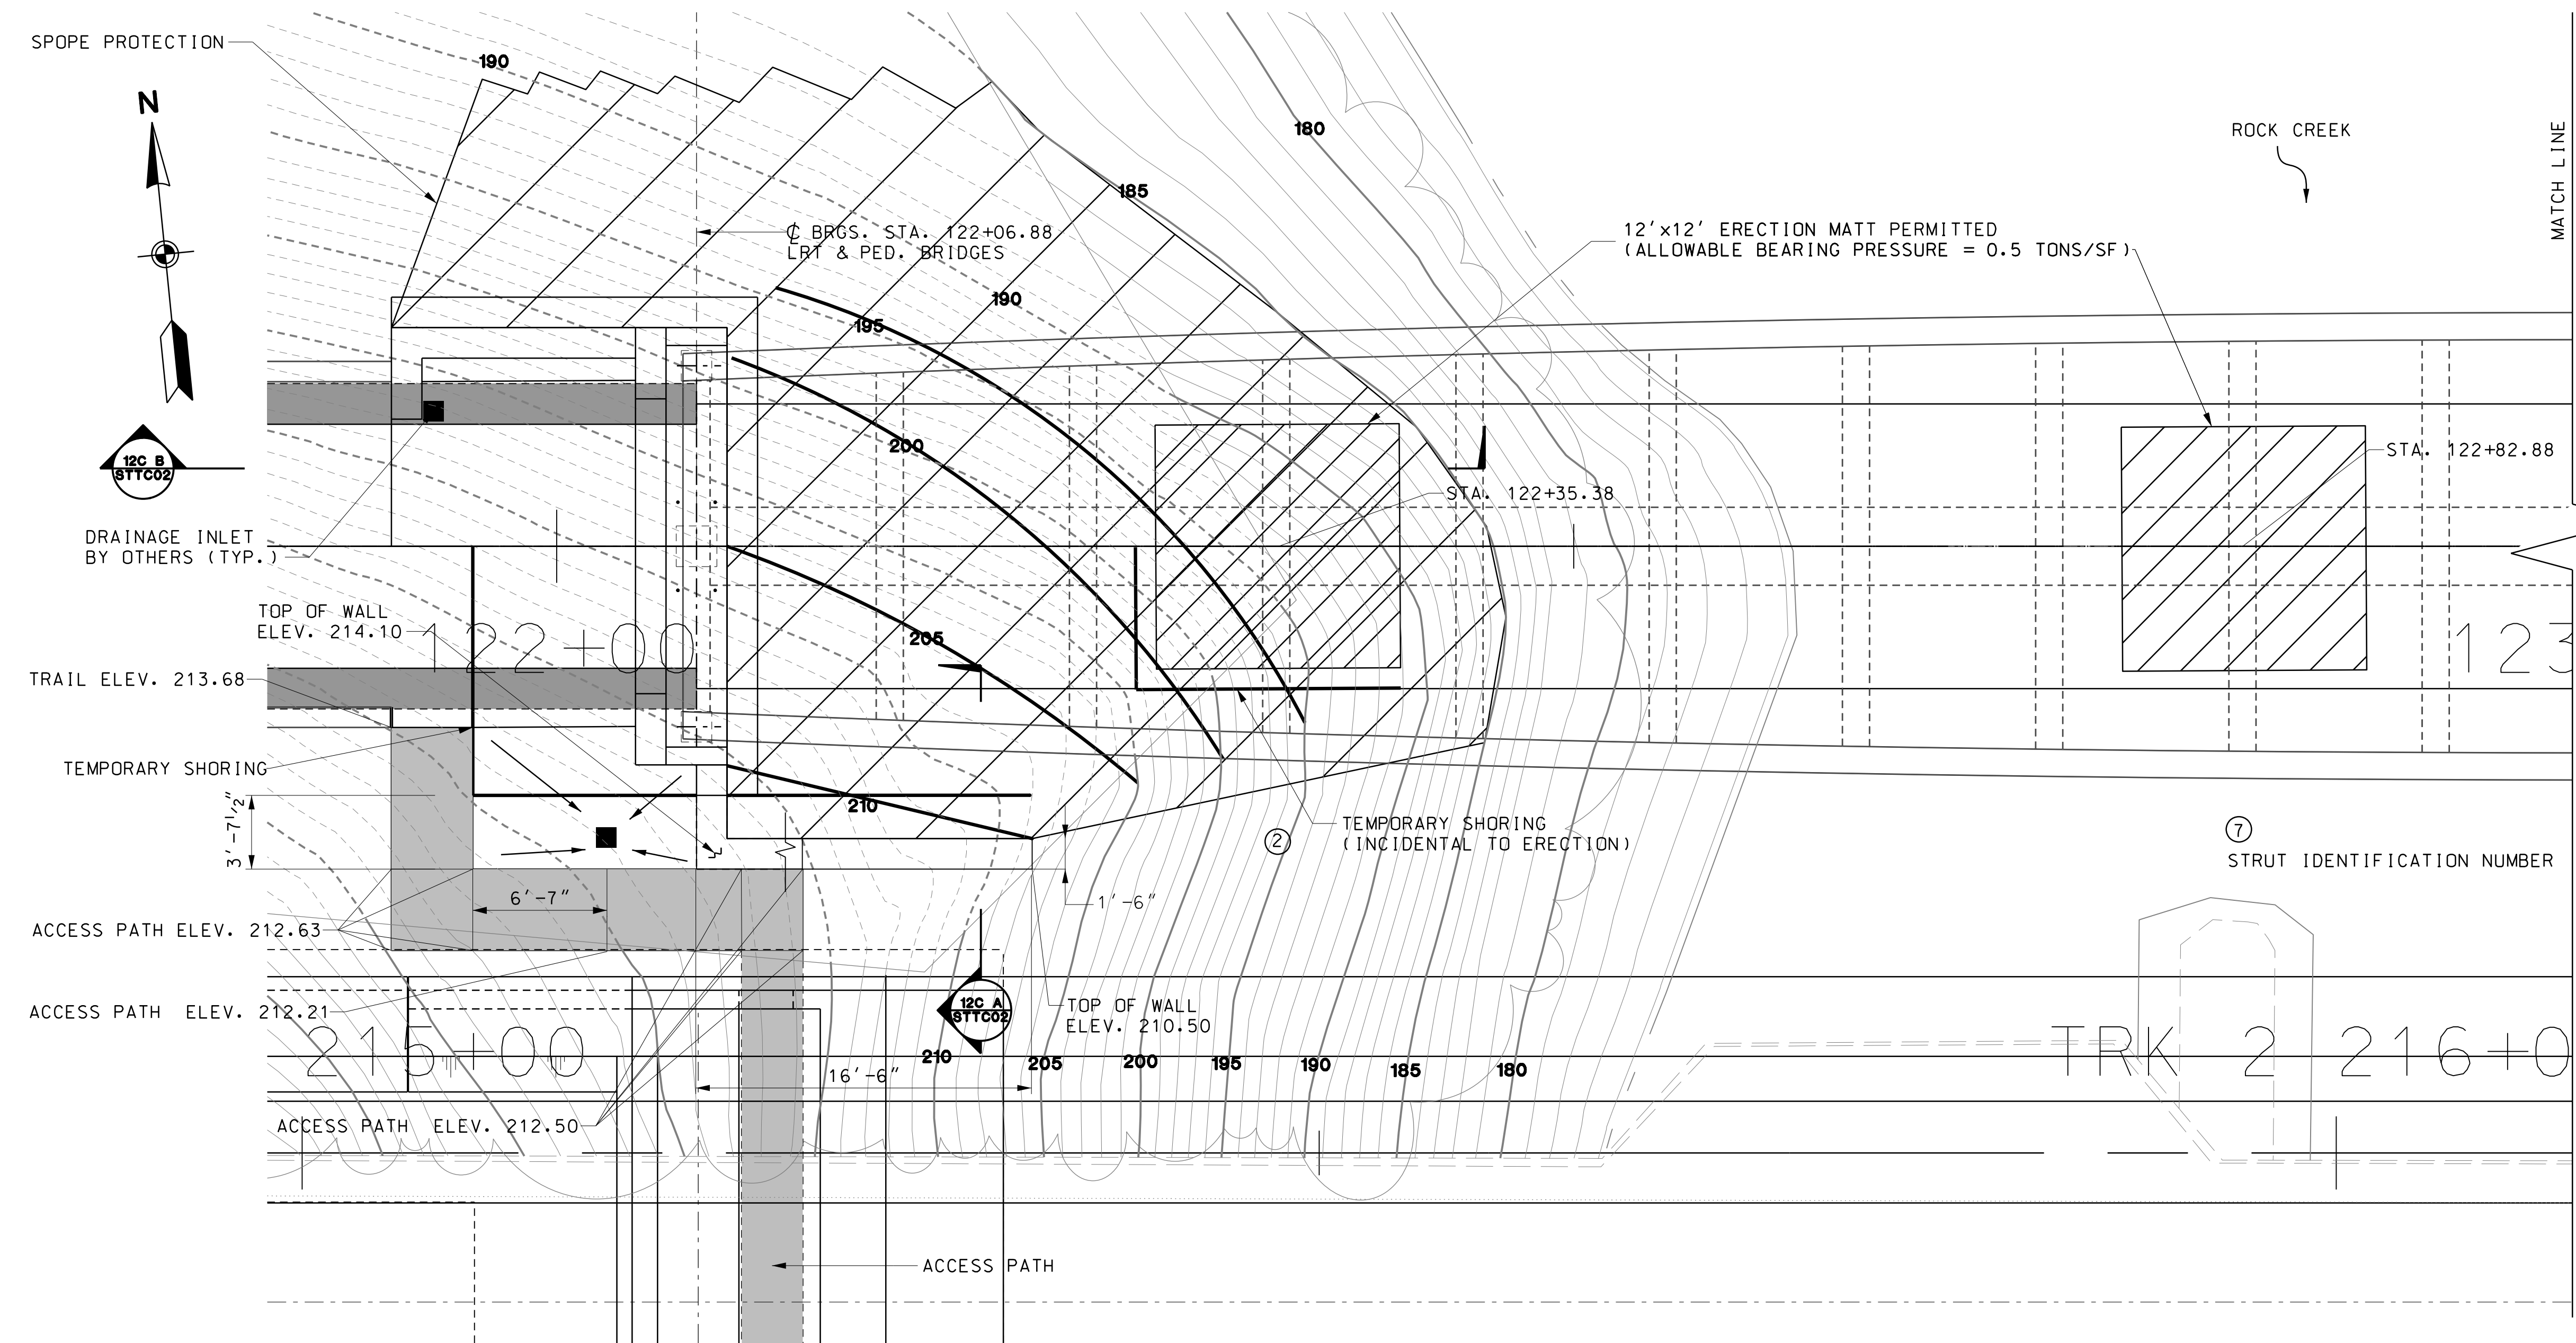 SPOPE PROTECTION
190
N
180
ROCK CREEK
MATCH LINE
185
℄ BRGS. STA. 122+06.88
LRT & PED. BRIDGES
12'x12' ERECTION MATT PERMITTED
(ALLOWABLE BEARING PRESSURE = 0.5 TONS/SF)
190
195
200
12C B
STTC02
STA. 122+82.88
STA. 122+35.38
DRAINAGE INLET
BY OTHERS (TYP.)
TOP OF WALL
ELEV. 214.10
122+00
205
123
TRAIL ELEV. 213.68
TEMPORARY SHORING
3'-7½"
210
TEMPORARY SHORING
(INCIDENTAL TO ERECTION)
2
7
STRUT IDENTIFICATION NUMBER
6'-7"
1'-6"
ACCESS PATH ELEV. 212.63
ACCESS PATH ELEV. 212.21
12C A
STTC02
TOP OF WALL
ELEV. 210.50
215+00
TRK 2 216+0
210
205
200
195
190
185
180
16'-6"
ACCESS PATH ELEV. 212.50
ACCESS PATH